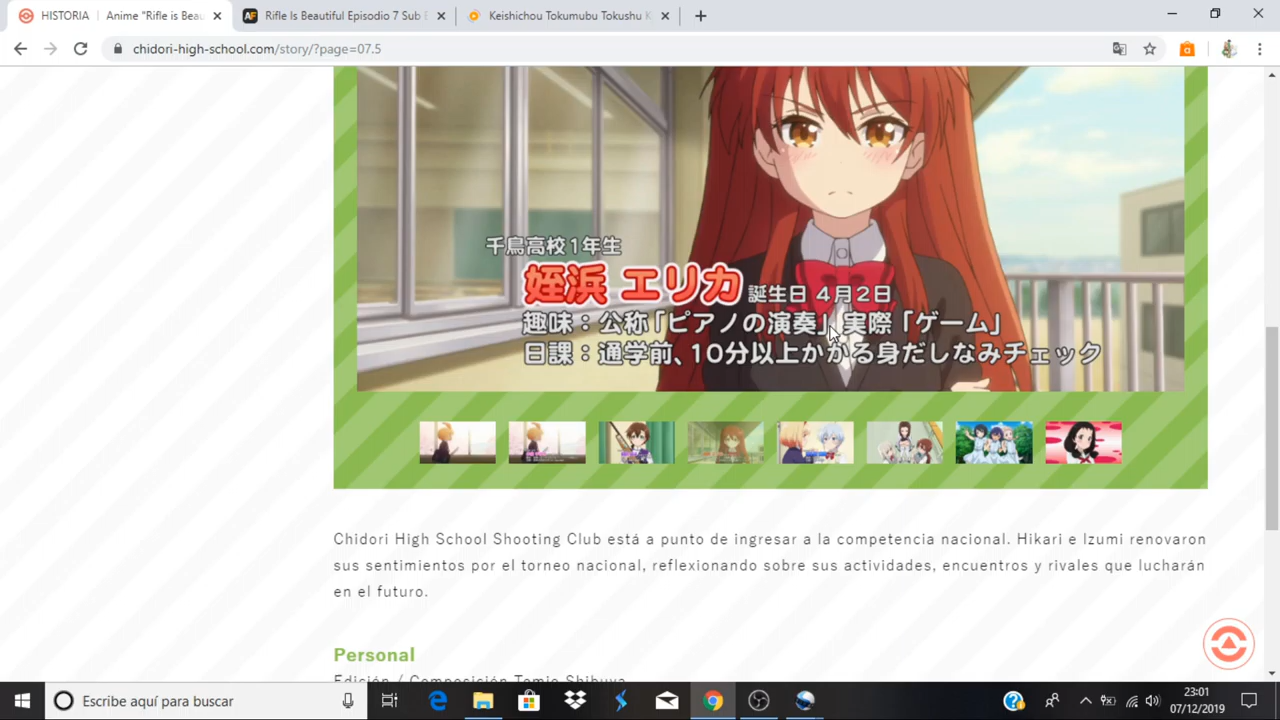 HISTORIA | Anime "Rifle is Beau
Rifle Is Beautiful Episodio 7 Sub E
Keishichou Tokumubu Tokushu K
chidori-high-school.com/story/?page=07.5
千鳥高校1年生
姪浜 エリカ 誕生日 4月2日
趣味：公称「ピアノの演奏」実際「ゲーム」
日課：通学前、10分以上かかる身だしなみチェック
Chidori High School Shooting Club está a punto de ingresar a la competencia nacional. Hikari e Izumi renovaron
sus sentimientos por el torneo nacional, reflexionando sobre sus actividades, encuentros y rivales que lucharán
en el futuro.
Personal
Edición / Composición Tomio Shibuya
Escribe aquí para buscar
23:01
07/12/2019